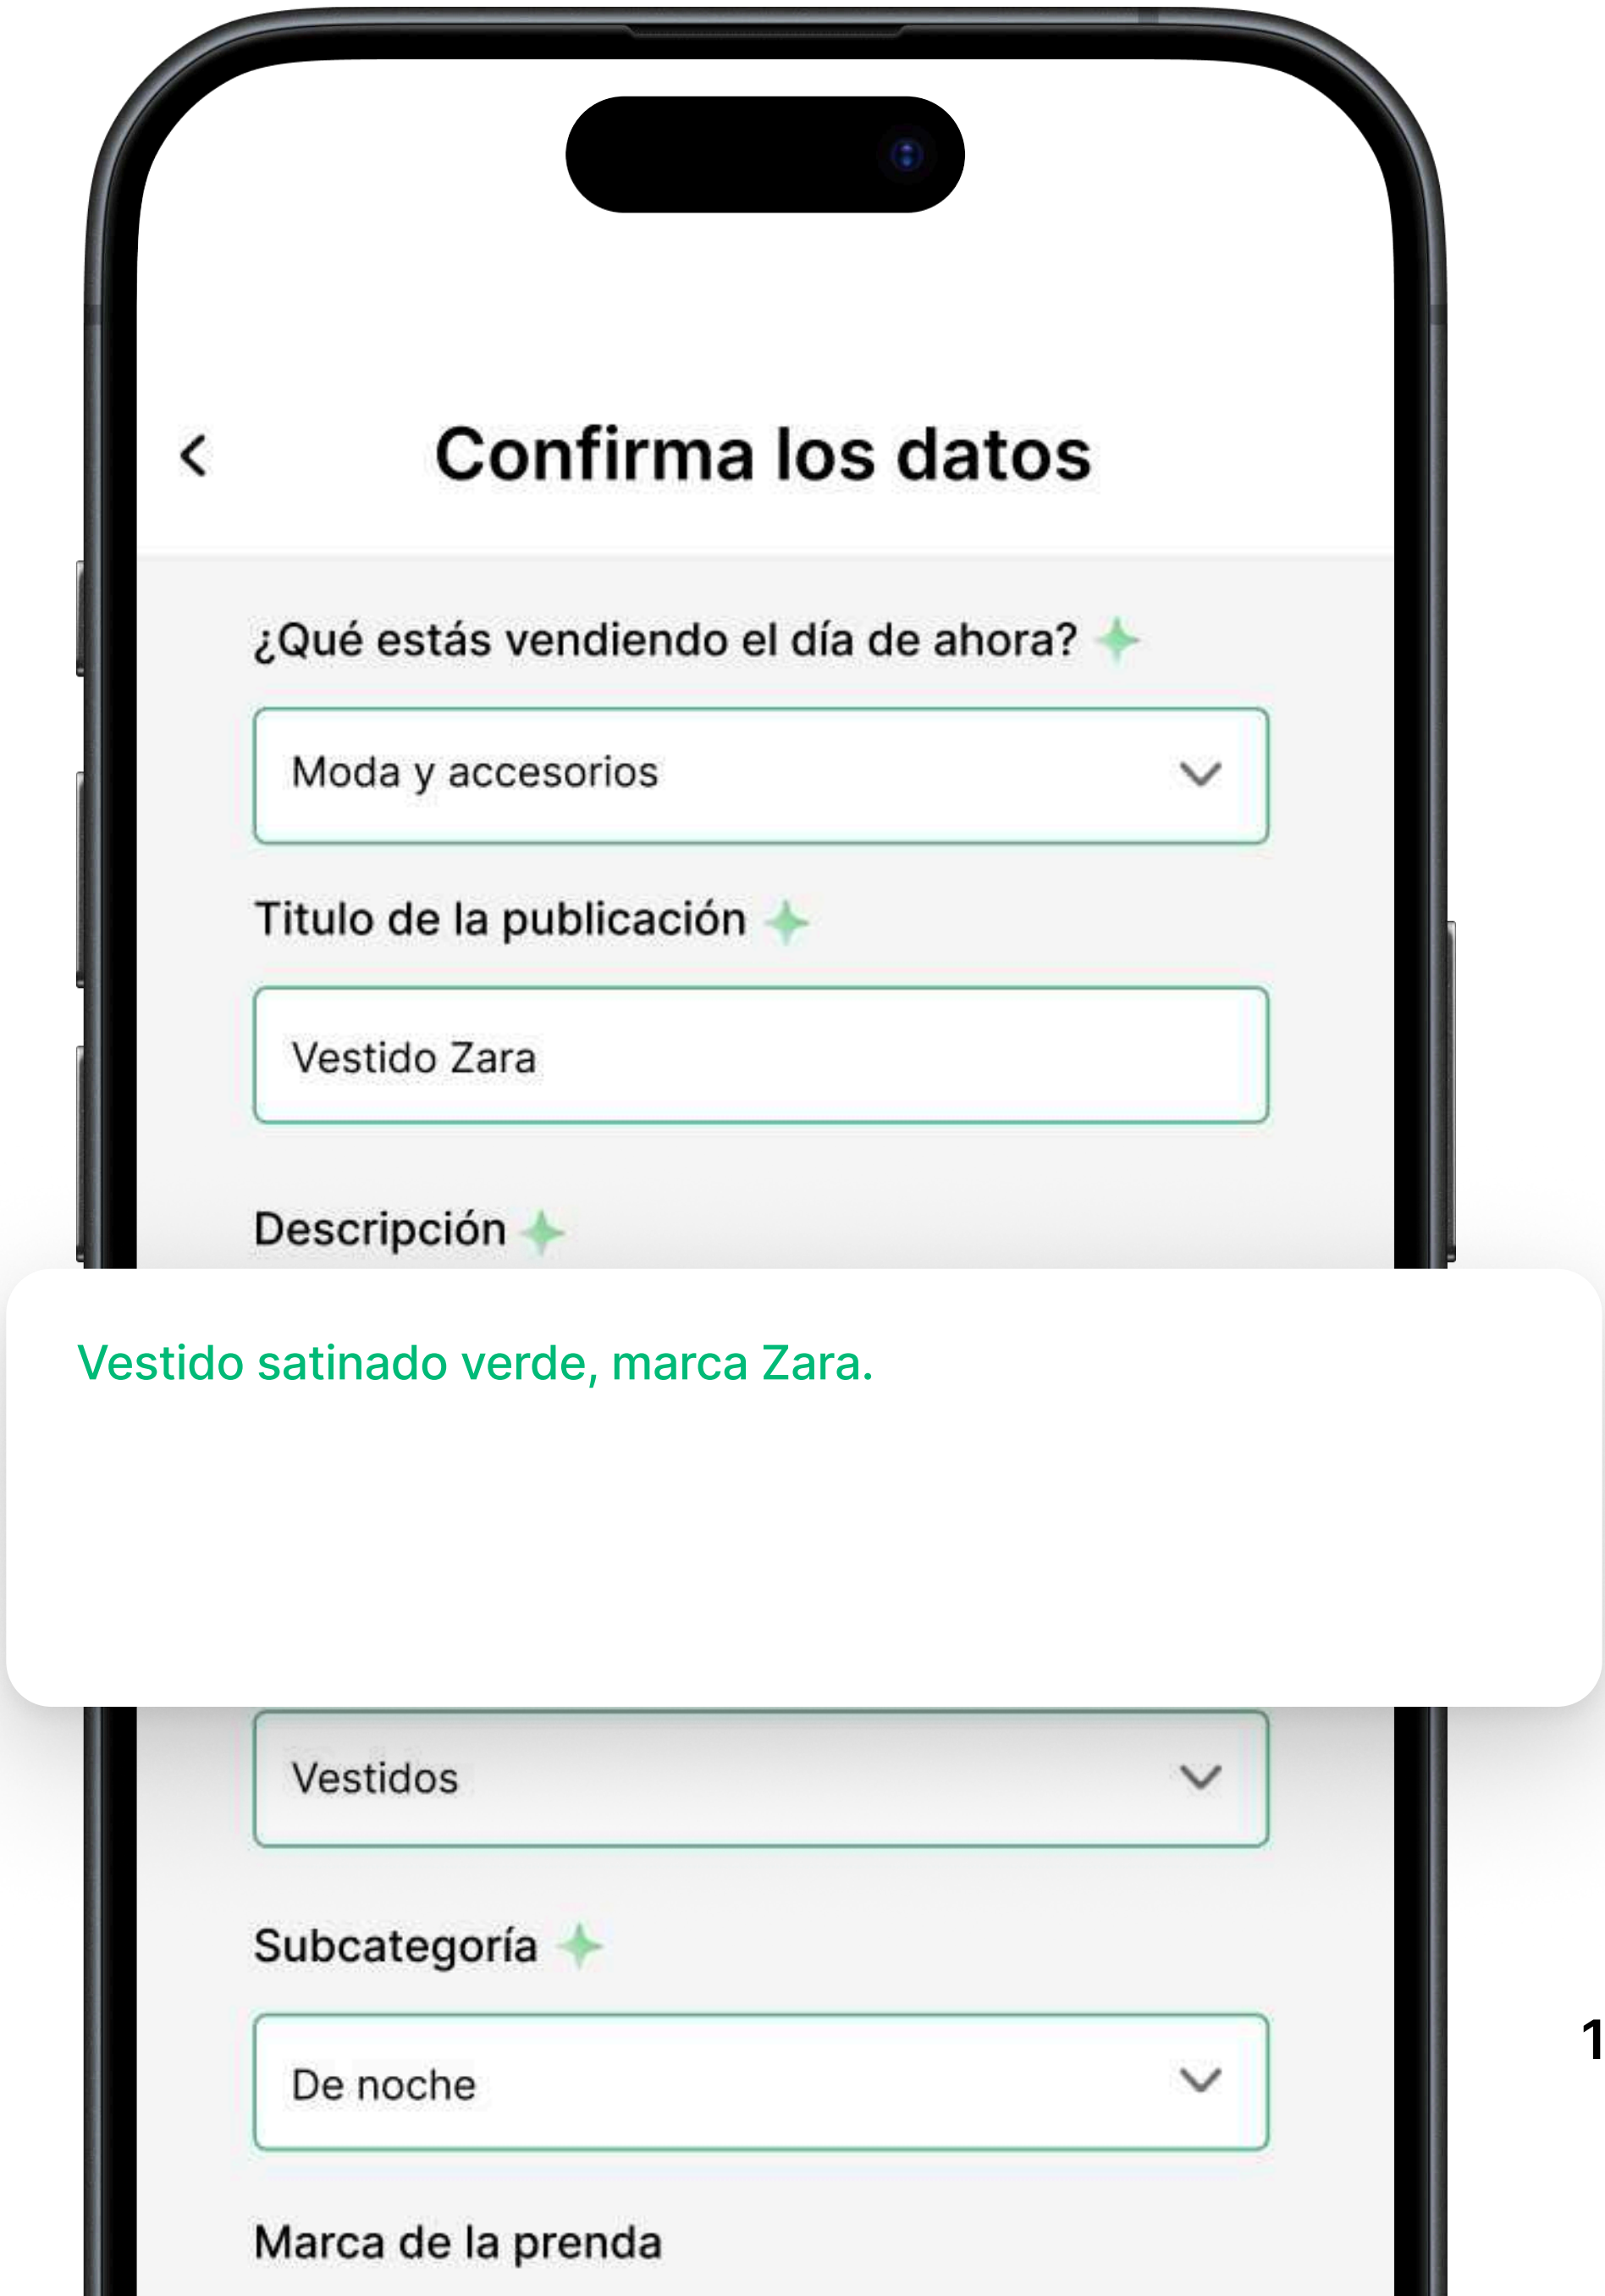 Confirma los datos
¿Qué estás vendiendo el día de ahora?
Moda y accesorios
Titulo de la publicación
Vestido Zara
Descripción
Vestido satinado verde, marca Zara.
Vestidos
Subcategoría
De noche
1
Marca de la prenda